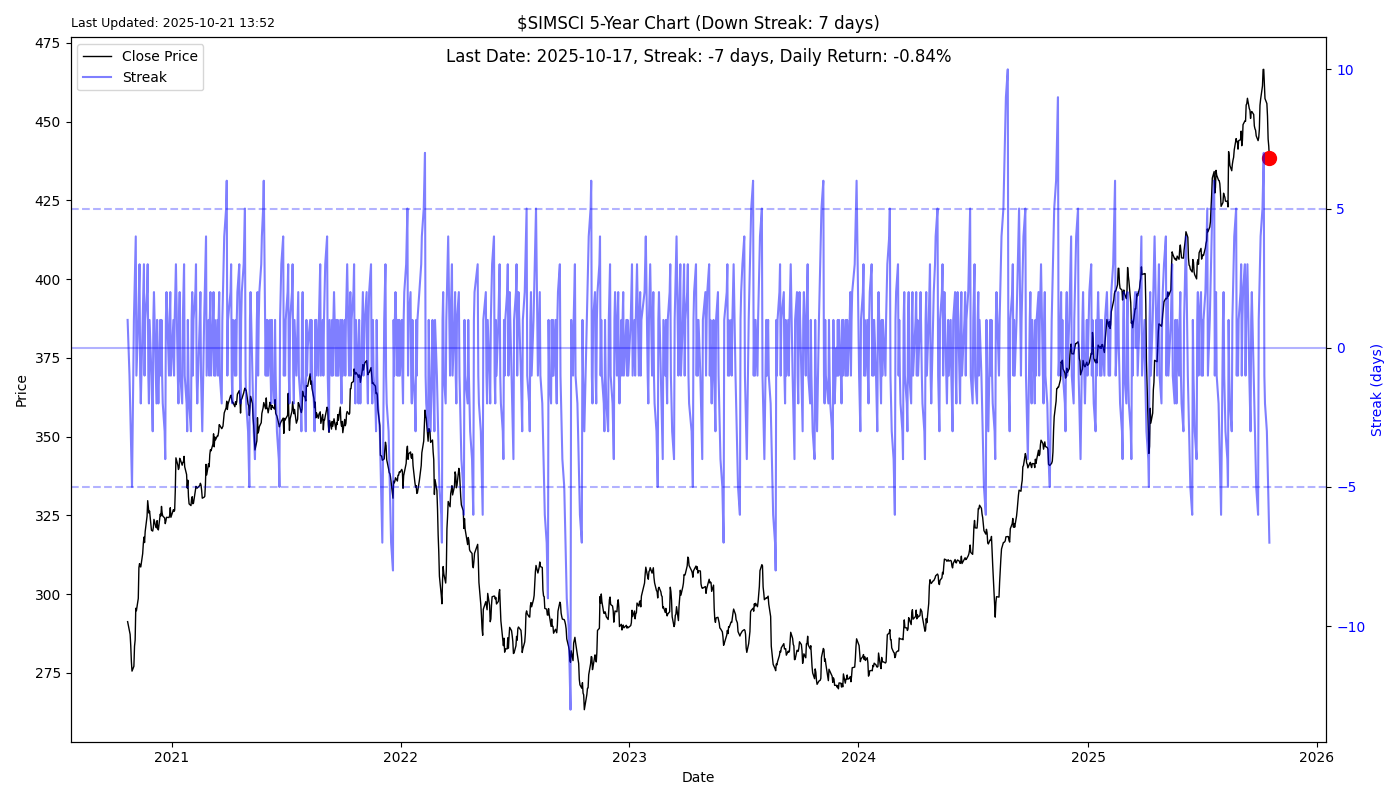 Last Updated: 2025-10-21 13:52
$SIMSCI 5-Year Chart (Down Streak: 7 days)
Last Date: 2025-10-17, Streak: -7 days, Daily Return: -0.84%
Close Price
Streak
475
450
425
400
375
350
325
300
275
Price
10
5
0
−5
−10
Streak (days)
2021
2022
2023
2024
2025
2026
Date